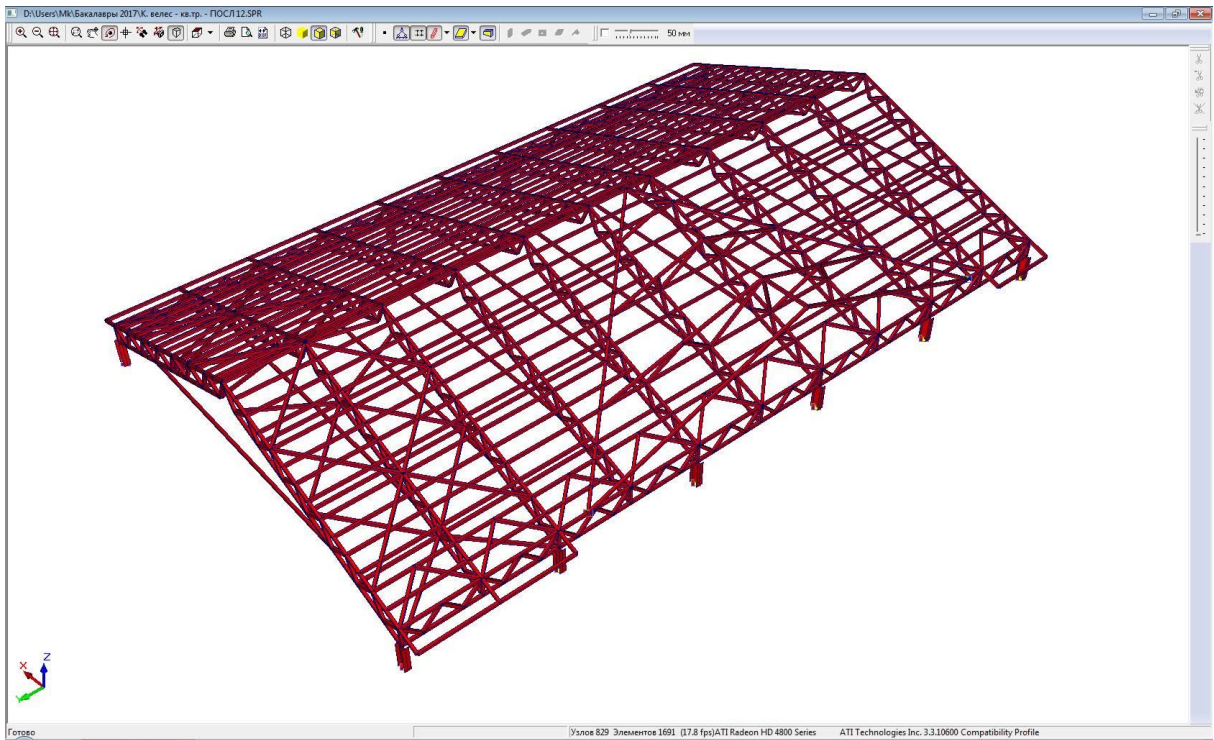 D:\Users\Mk\Бакалавры 2017\К. велес - кв.тр. - ПОСЛ12.SPR
50 мм
Z
X
Y
Готово
Узлов 829 Элементов 1691 (17.8 fps)ATI Radeon HD 4800 Series ATI Technologies Inc. 3.3.10600 Compatibility Profile